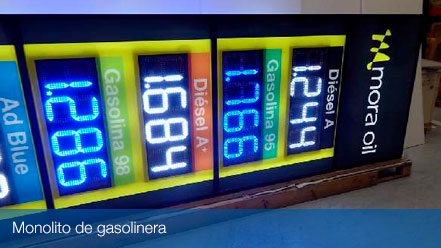 Ad Blue
1.286
Gasolina 98
1.684
Diésel A+
1.766
Gasolina 95
1.244
Diésel A
mora oil
Monolito de gasolinera